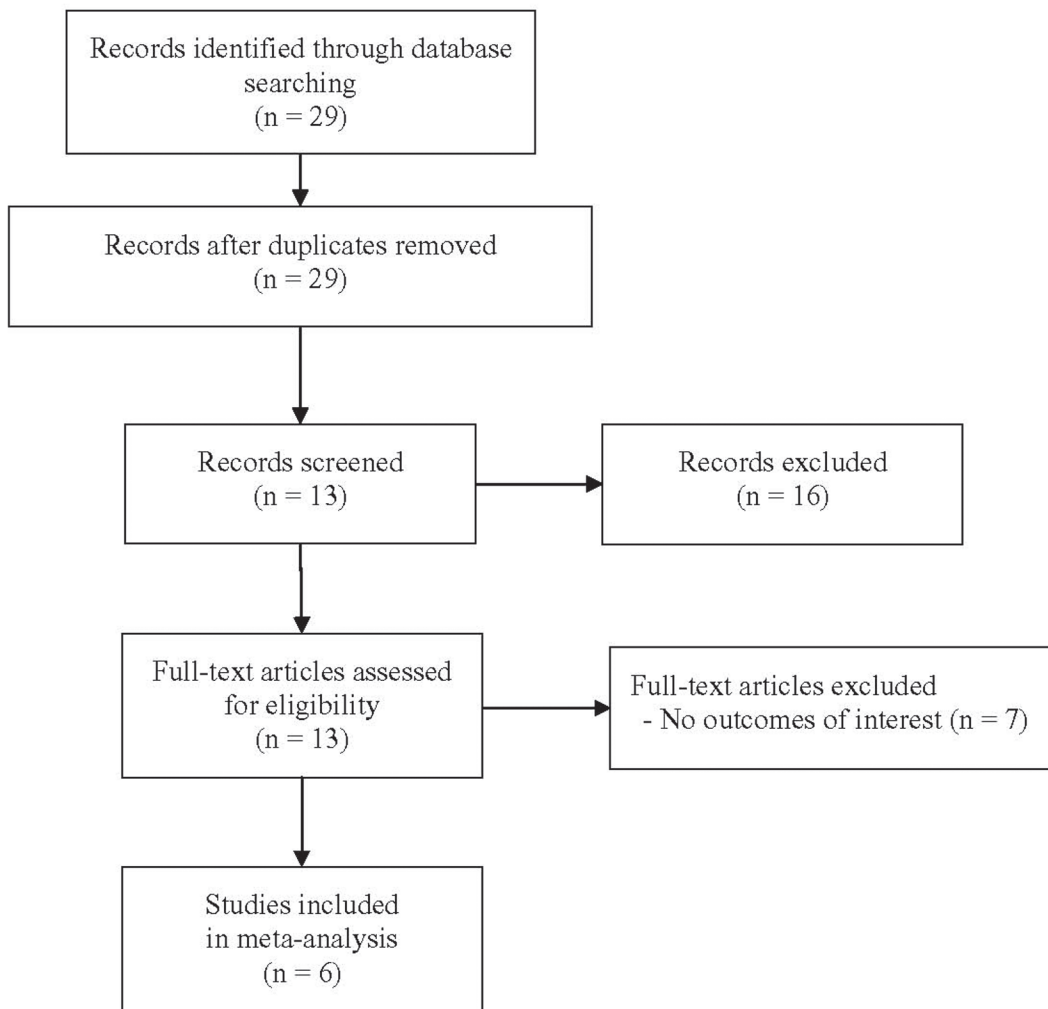 Records identified through database
searching
(n = 29)
Records after duplicates removed
(n = 29)
Records screened
(n = 13)
Records excluded
(n = 16)
Full-text articles assessed
for eligibility
(n = 13)
Full-text articles excluded
- No outcomes of interest (n = 7)
Studies included
in meta-analysis
(n = 6)